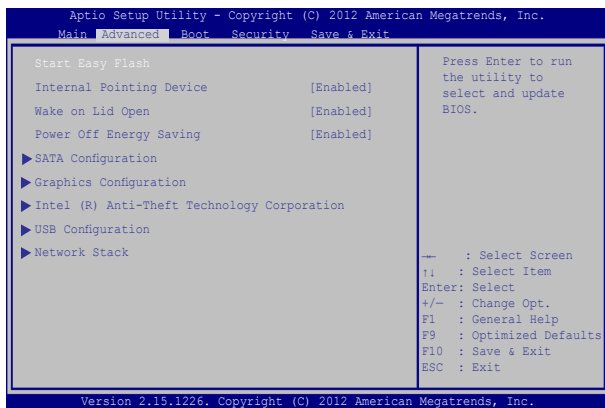 Aptio Setup Utility - Copyright (C) 2012 American Megatrends, Inc.
Main Advanced Boot Security Save & Exit
Start Easy Flash
Internal Pointing Device [Enabled]
Wake on Lid Open [Enabled]
Power Off Energy Saving [Enabled]
SATA Configuration
Graphics Configuration
Intel (R) Anti-Theft Technology Corporation
USB Configuration
Network Stack
Press Enter to run
the utility to
select and update
BIOS.
→← : Select Screen
↑↓ : Select Item
Enter: Select
+/— : Change Opt.
F1 : General Help
F9 : Optimized Defaults
F10 : Save & Exit
ESC : Exit
Version 2.15.1226. Copyright (C) 2012 American Megatrends, Inc.